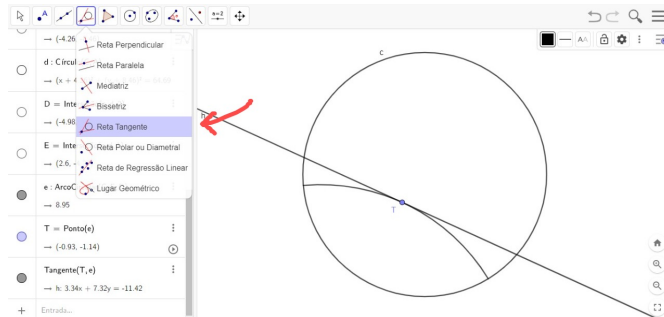 A
a=2
→ (-4.26
d : Círcul
→ (x + 4
D = Inte
→ (-4.98
E = Inte
→ (2.6, -
e : ArcoC
→ 8.95
T = Ponto(e)
→ (-0.93, -1.14)
Tangente(T, e)
→ h: 3.34x + 7.32y = -11.42
+ Entrada...
Reta Perpendicular
Reta Paralela
Mediatriz
Bissetriz
Reta Tangente
Reta Polar ou Diametral
Reta de Regressão Linear
Lugar Geométrico
AA
c
h
T